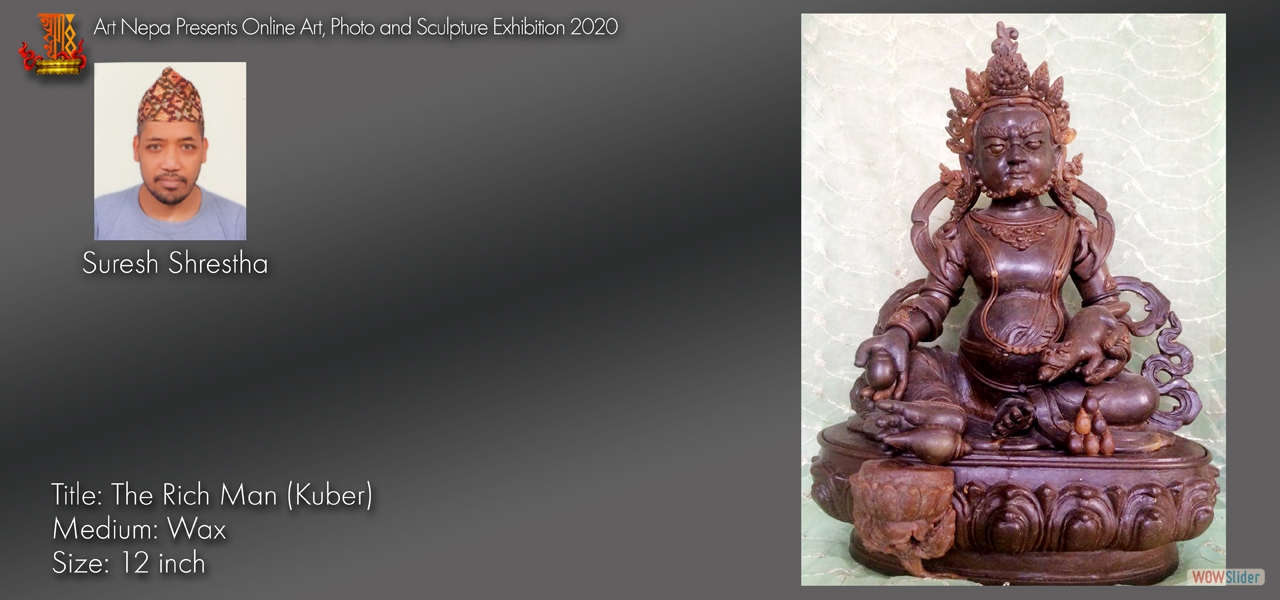 Art Nepa Presents Online Art, Photo and Sculpture Exhibition 2020
Suresh Shrestha
Title: The Rich Man (Kuber)
Medium: Wax
Size: 12 inch
WOWSlider